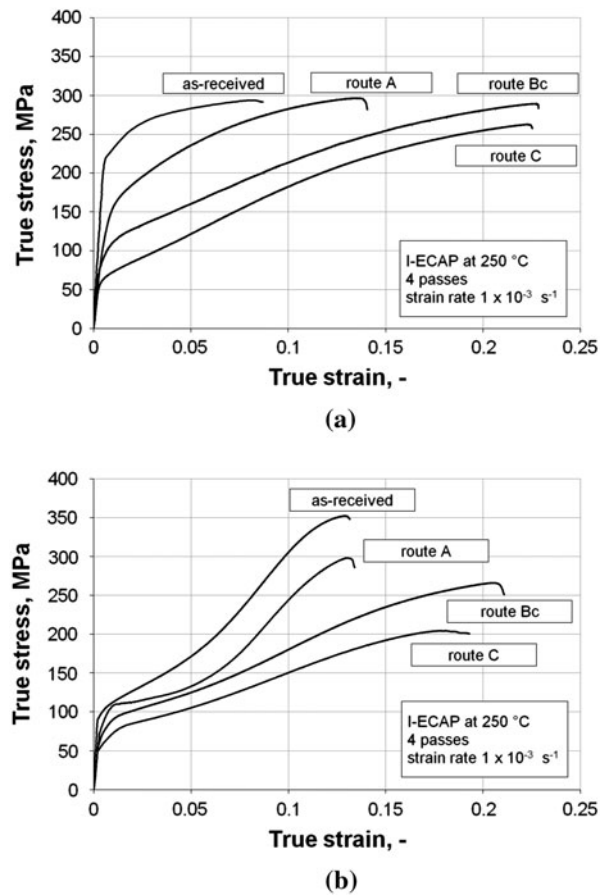 400
350
300
250
200
150
100
50
0
True stress, MPa
as-received
route A
route Bc
route C
I-ECAP at 250 °C
4 passes
strain rate 1 x 10⁻³ s⁻¹
0 0.05 0.1 0.15 0.2 0.25
True strain, -
(a)
400
350
300
250
200
150
100
50
0
True stress, MPa
as-received
route A
route Bc
route C
I-ECAP at 250 °C
4 passes
strain rate 1 x 10⁻³ s⁻¹
0 0.05 0.1 0.15 0.2 0.25
True strain, -
(b)